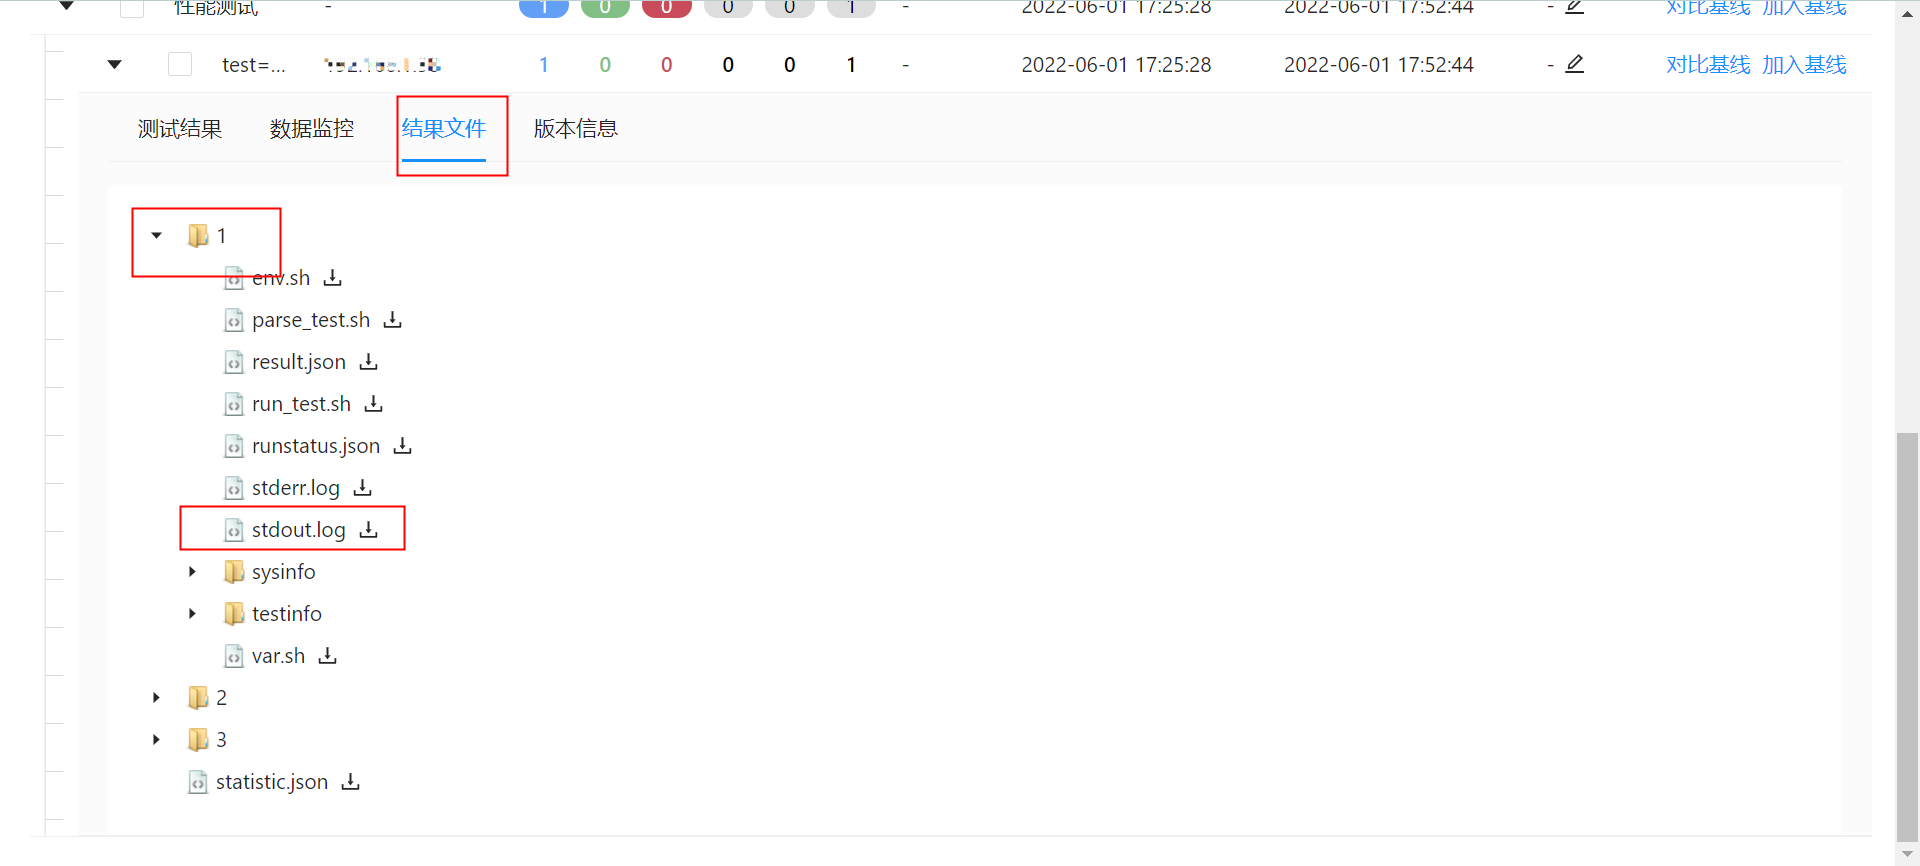 性能测试 - 1 0 0 0 0 1 - 2022-06-01 17:25:28 2022-06-01 17:52:44 - 对比基线 加入基线
test=... 1 0 0 0 0 1 - 2022-06-01 17:25:28 2022-06-01 17:52:44 - 对比基线 加入基线
测试结果 数据监控 结果文件 版本信息
1
env.sh
parse_test.sh
result.json
run_test.sh
runstatus.json
stderr.log
stdout.log
sysinfo
testinfo
var.sh
2
3
statistic.json